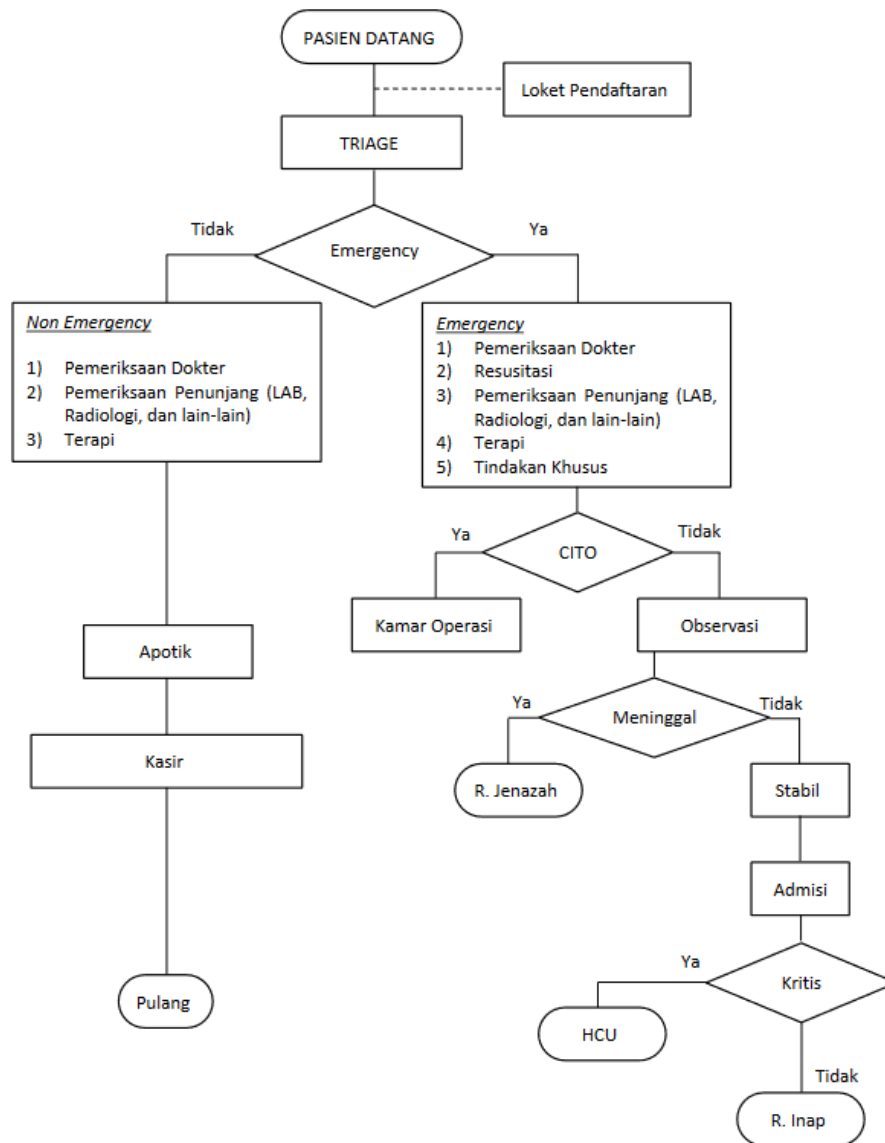 PASIEN DATANG
Loket Pendaftaran
TRIAGE
Tidak
Ya
Emergency
Non Emergency
1) Pemeriksaan Dokter
2) Pemeriksaan Penunjang (LAB,
Radiologi, dan lain-lain)
3) Terapi
Emergency
1) Pemeriksaan Dokter
2) Resusitasi
3) Pemeriksaan Penunjang (LAB,
Radiologi, dan lain-lain)
4) Terapi
5) Tindakan Khusus
Ya
Tidak
CITO
Kamar Operasi
Observasi
Apotik
Ya
Tidak
Meninggal
Kasir
R. Jenazah
Stabil
Admisi
Ya
Kritis
Pulang
HCU
Tidak
R. Inap